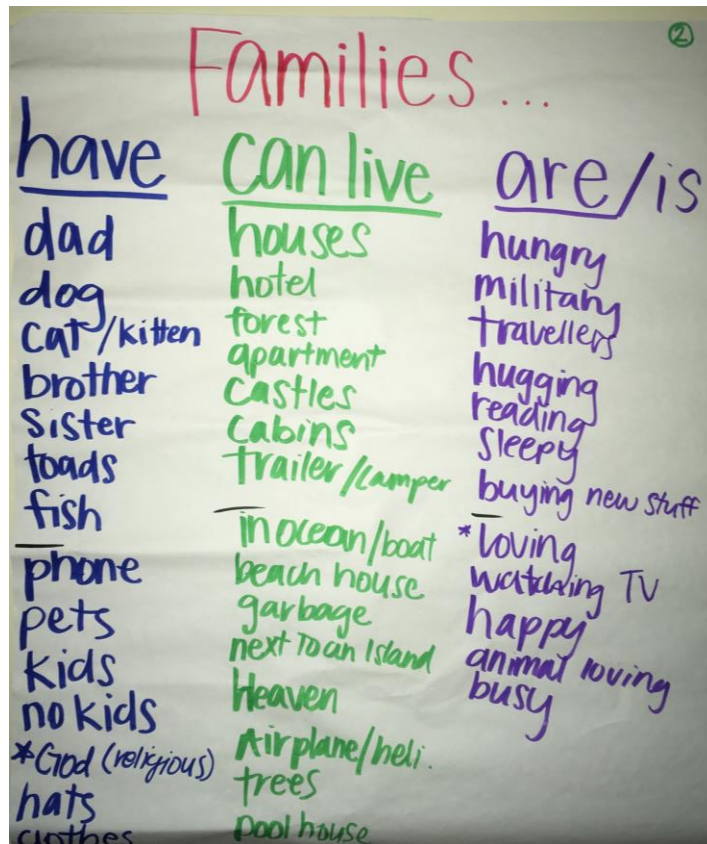 ②
Families...
have
dad
dog
cat/kitten
brother
sister
toads
fish
phone
pets
kids
no kids
*God (religious)
hats
clothes
can live
houses
hotel
forest
apartment
castles
cabins
trailer/camper
in ocean/boat
beach house
garbage
next to an Island
Heaven
Airplane/heli.
trees
pool house
are/is
hungry
military
travellers
hugging
reading
sleepy
buying new stuff
*loving
watching TV
happy
animal loving
busy